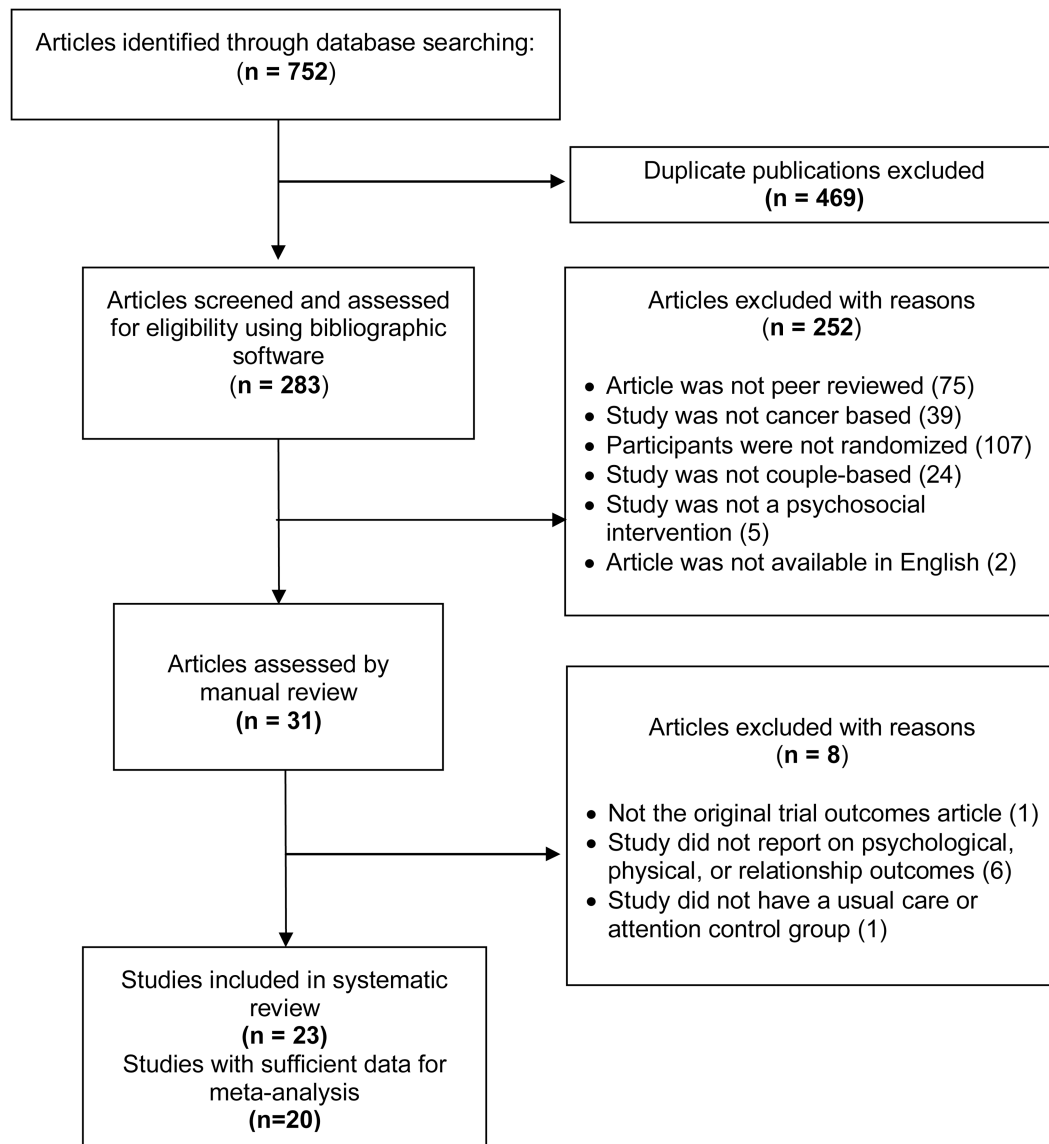 Articles identified through database searching:
(n = 752)
Duplicate publications excluded
(n = 469)
Articles screened and assessed
for eligibility using bibliographic
software
(n = 283)
Articles excluded with reasons
(n = 252)
• Article was not peer reviewed (75)
• Study was not cancer based (39)
• Participants were not randomized (107)
• Study was not couple-based (24)
• Study was not a psychosocial
intervention (5)
• Article was not available in English (2)
Articles assessed by
manual review
(n = 31)
Articles excluded with reasons
(n = 8)
• Not the original trial outcomes article (1)
• Study did not report on psychological,
physical, or relationship outcomes (6)
• Study did not have a usual care or
attention control group (1)
Studies included in systematic
review
(n = 23)
Studies with sufficient data for
meta-analysis
(n=20)